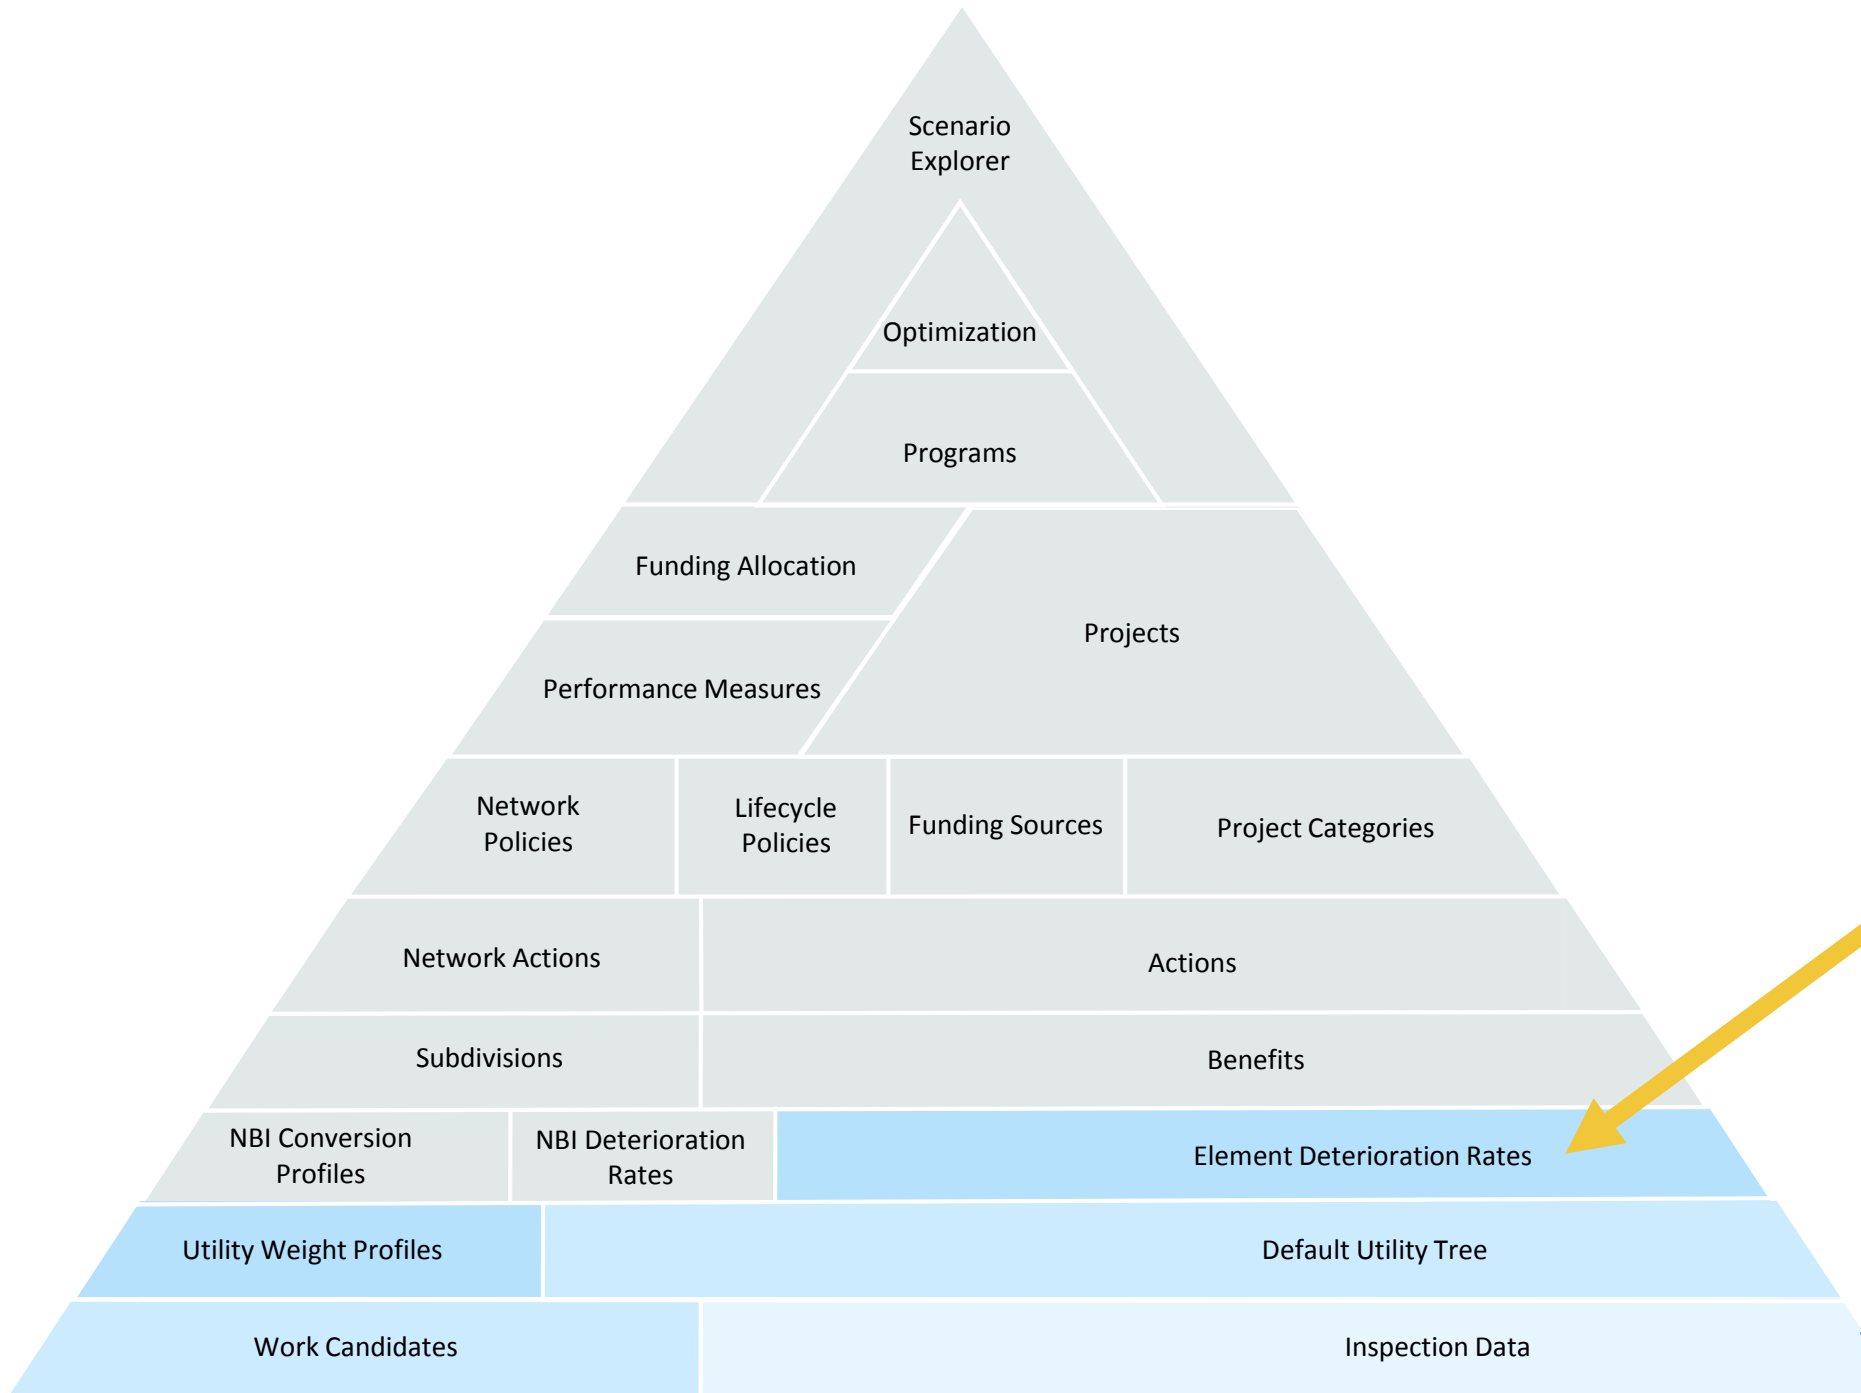 Scenario
Explorer
Optimization
Programs
Funding Allocation
Projects
Performance Measures
Network
Policies
Lifecycle
Policies
Funding Sources
Project Categories
Network Actions
Actions
Subdivisions
Benefits
NBI Conversion
Profiles
NBI Deterioration
Rates
Element Deterioration Rates
Utility Weight Profiles
Default Utility Tree
Work Candidates
Inspection Data